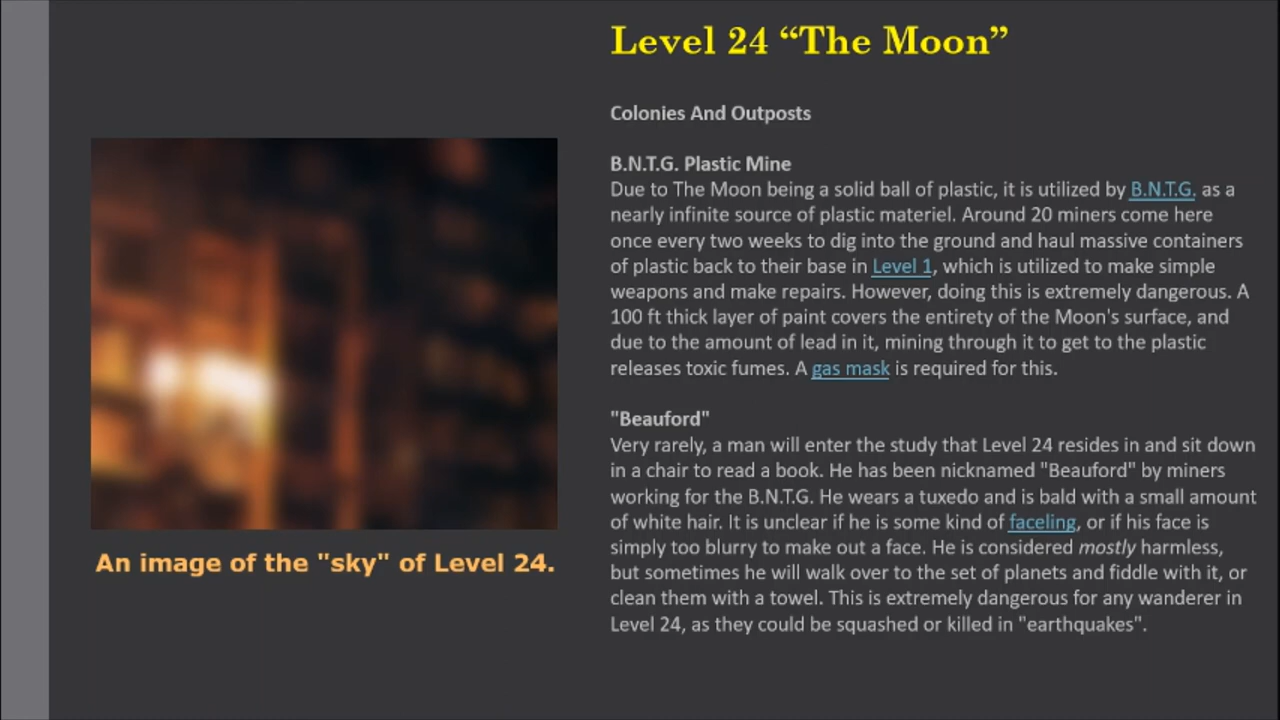 Level 24 “The Moon”
Colonies And Outposts
B.N.T.G. Plastic Mine
Due to The Moon being a solid ball of plastic, it is utilized by B.N.T.G. as a
nearly infinite source of plastic materiel. Around 20 miners come here
once every two weeks to dig into the ground and haul massive containers
of plastic back to their base in Level 1, which is utilized to make simple
weapons and make repairs. However, doing this is extremely dangerous. A
100 ft thick layer of paint covers the entirety of the Moon's surface, and
due to the amount of lead in it, mining through it to get to the plastic
releases toxic fumes. A gas mask is required for this.
"Beauford"
Very rarely, a man will enter the study that Level 24 resides in and sit down
in a chair to read a book. He has been nicknamed "Beauford" by miners
working for the B.N.T.G. He wears a tuxedo and is bald with a small amount
of white hair. It is unclear if he is some kind of faceling, or if his face is
simply too blurry to make out a face. He is considered mostly harmless,
but sometimes he will walk over to the set of planets and fiddle with it, or
clean them with a towel. This is extremely dangerous for any wanderer in
Level 24, as they could be squashed or killed in "earthquakes".
An image of the "sky" of Level 24.